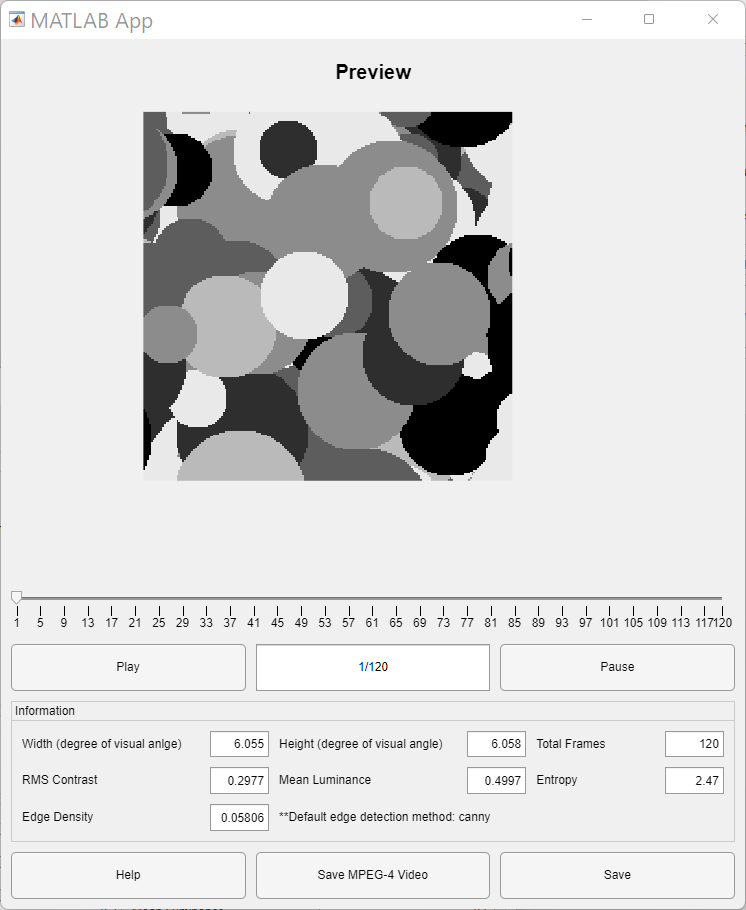 MATLAB App
Preview
1 5 9 13 17 21 25 29 33 37 41 45 49 53 57 61 65 69 73 77 81 85 89 93 97 101 105 109 113 117 120
Play 1/120 Pause
Information
Width (degree of visual anlge) 6.055 Height (degree of visual angle) 6.058 Total Frames 120
RMS Contrast 0.2977 Mean Luminance 0.4997 Entropy 2.47
Edge Density 0.05806 **Default edge detection method: canny
Help Save MPEG-4 Video Save